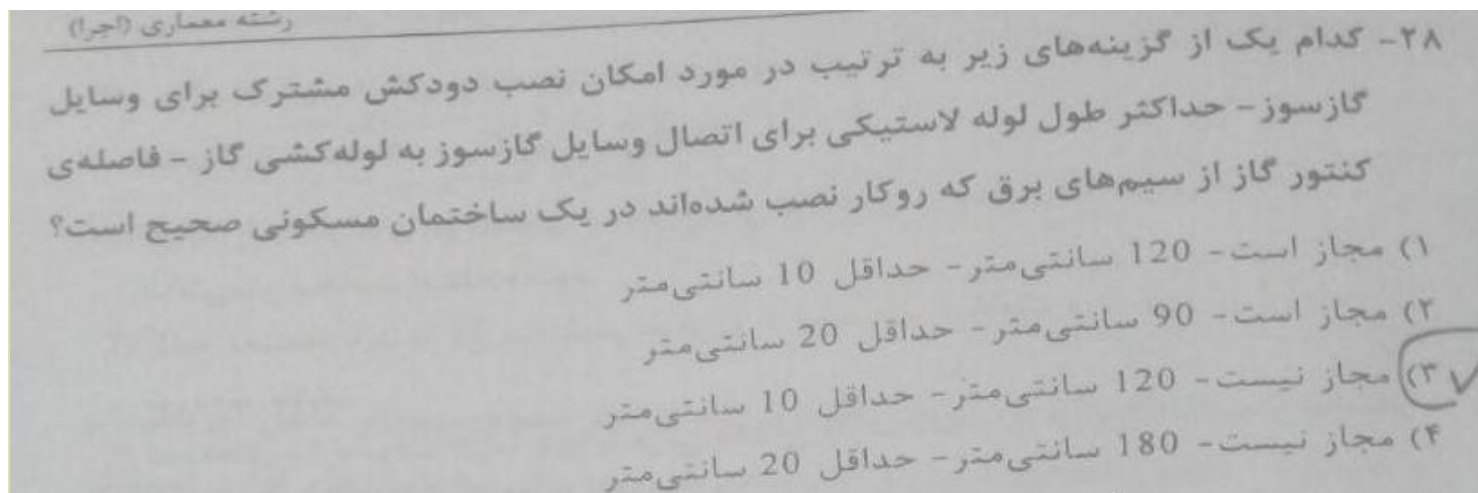 رشته معماری (اجرا)
۲۸- کدام یک از گزینه‌های زیر به ترتیب در مورد امکان نصب دودکش مشترک برای وسایل
گازسوز - حداکثر طول لوله لاستیکی برای اتصال وسایل گازسوز به لوله‌کشی گاز - فاصله‌ی
کنتور گاز از سیم‌های برق که روکار نصب شده‌اند در یک ساختمان مسکونی صحیح است؟
۱) مجاز است - 120 سانتی‌متر - حداقل 10 سانتی‌متر
۲) مجاز است - 90 سانتی‌متر - حداقل 20 سانتی‌متر
۳) مجاز نیست - 120 سانتی‌متر - حداقل 10 سانتی‌متر
۴) مجاز نیست - 180 سانتی‌متر - حداقل 20 سانتی‌متر